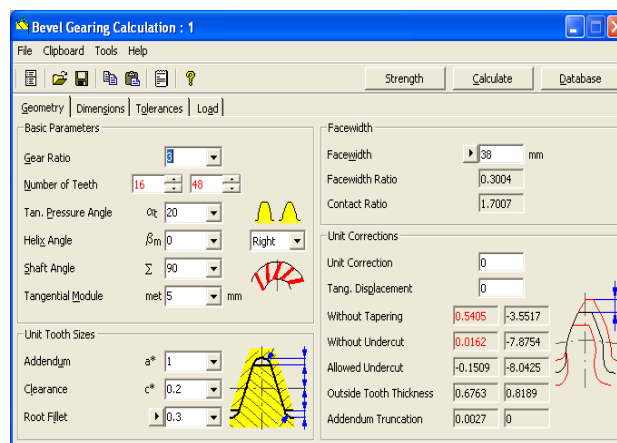 Bevel Gearing Calculation : 1
File Clipboard Tools Help
Strength Calculate Database
Geometry Dimensions Tolerances Load
Basic Parameters
Gear Ratio 3
Number of Teeth 16 48
Tan. Pressure Angle αt 20
Helix Angle βm 0 Right
Shaft Angle Σ 90
Tangential Module met 5 mm
Unit Tooth Sizes
Addendum a* 1
Clearance c* 0.2
Root Fillet 0.3
Facewidth
Facewidth 38 mm
Facewidth Ratio 0.3004
Contact Ratio 1.7007
Unit Corrections
Unit Correction 0
Tang. Displacement 0
Without Tapering 0.5405 -3.5517
Without Undercut 0.0162 -7.8754
Allowed Undercut -0.1509 -8.0425
Outside Tooth Thickness 0.6763 0.8189
Addendum Truncation 0.0027 0